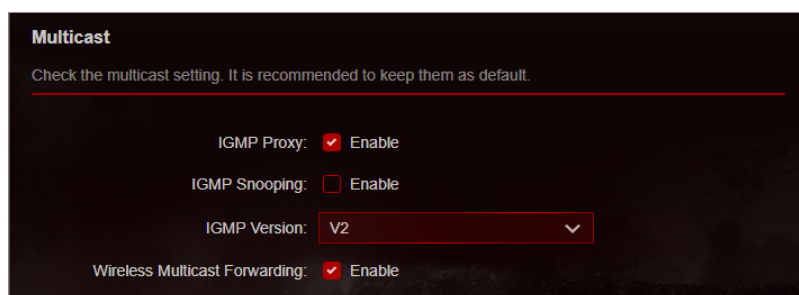 Multicast
Check the multicast setting. It is recommended to keep them as default.
IGMP Proxy: Enable
IGMP Snooping: Enable
IGMP Version: V2
Wireless Multicast Forwarding: Enable